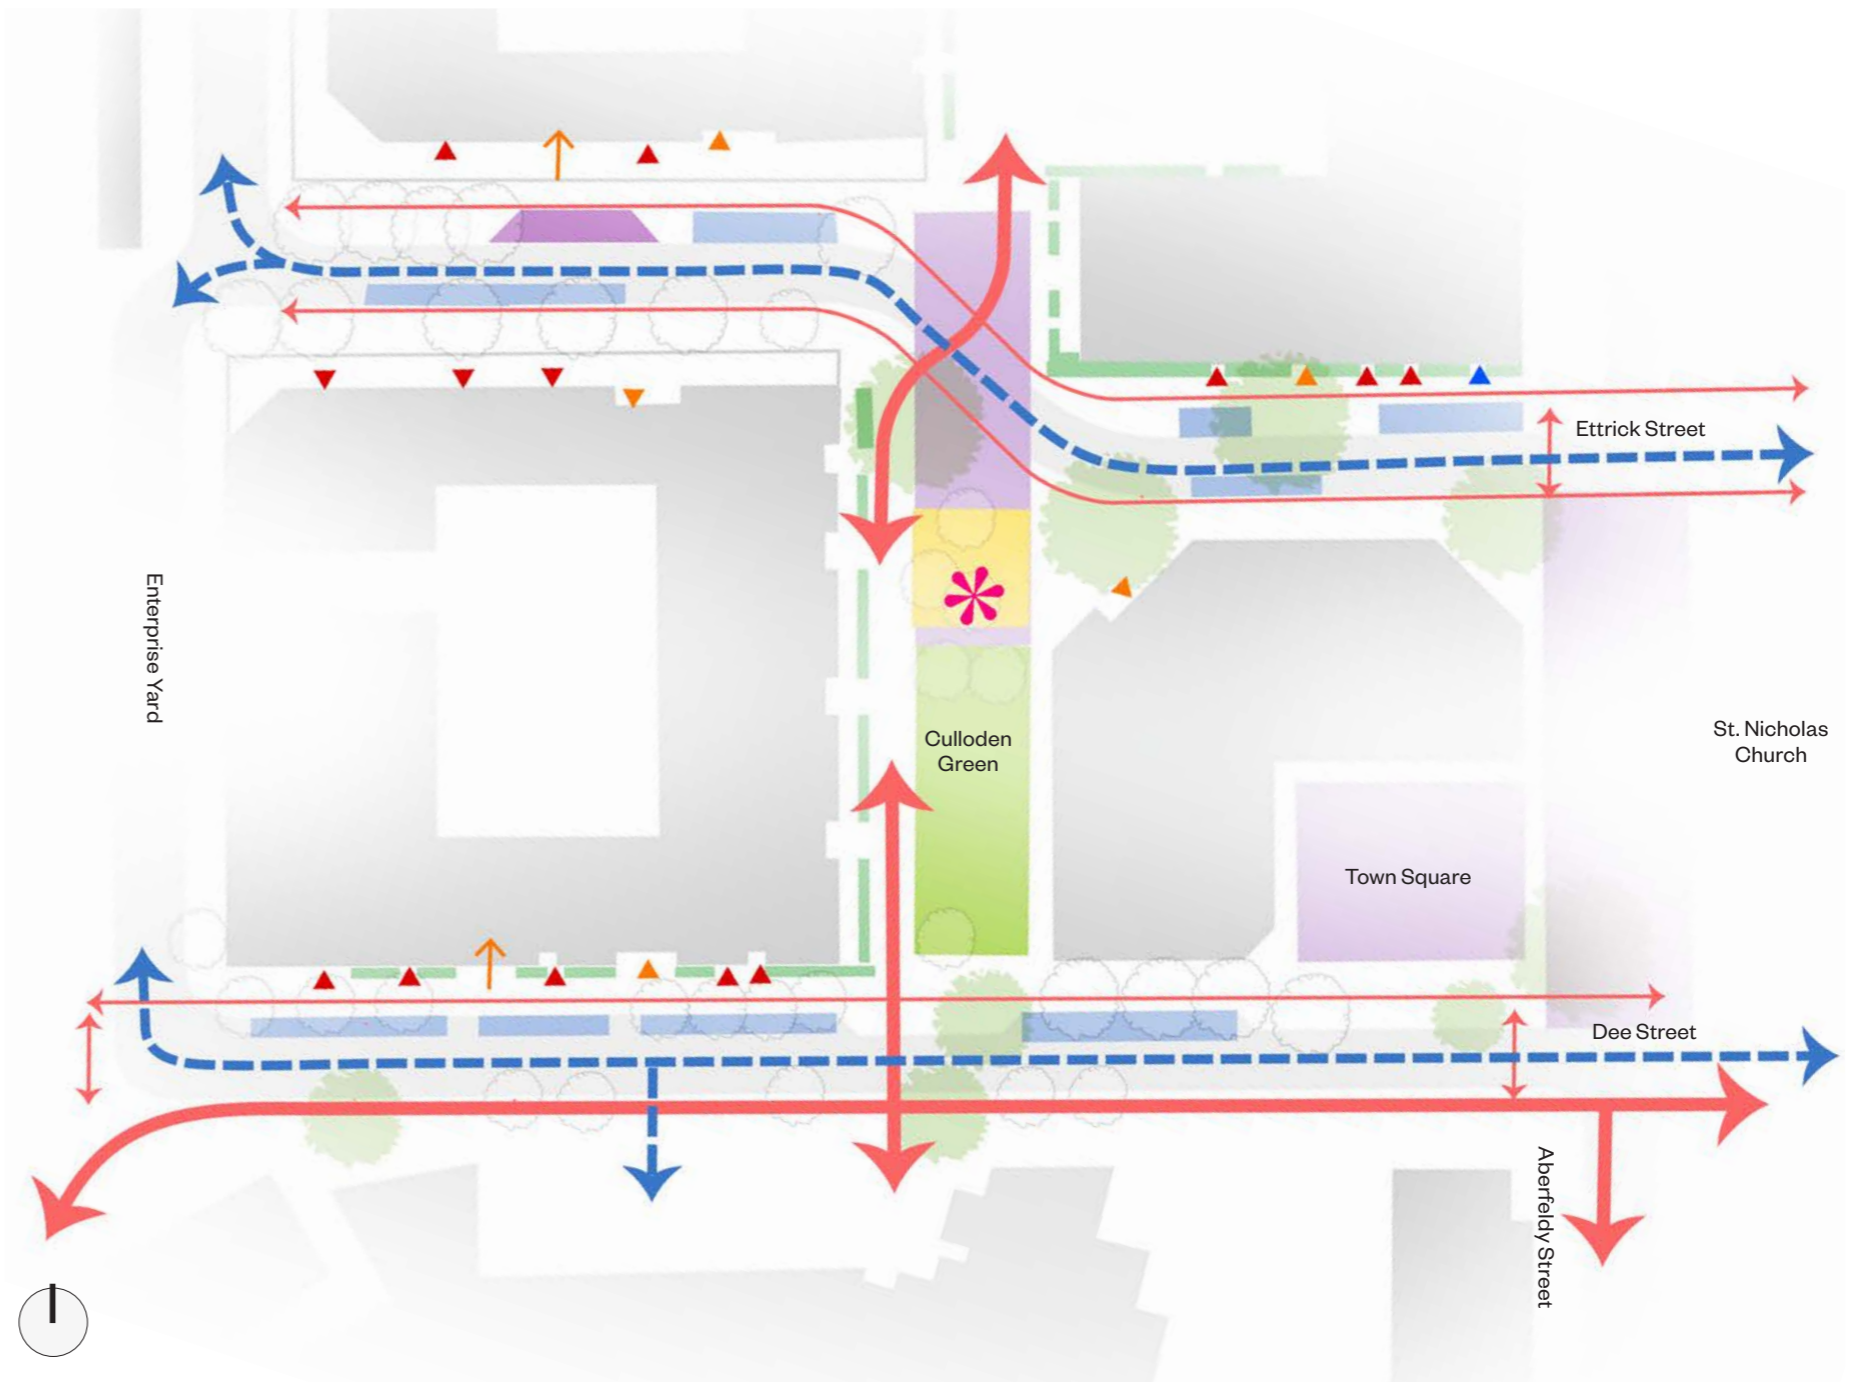 Ettrick Street
Enterprise Yard
Culloden
Green
St. Nicholas
Church
Town Square
Dee Street
Aberfeldy Street